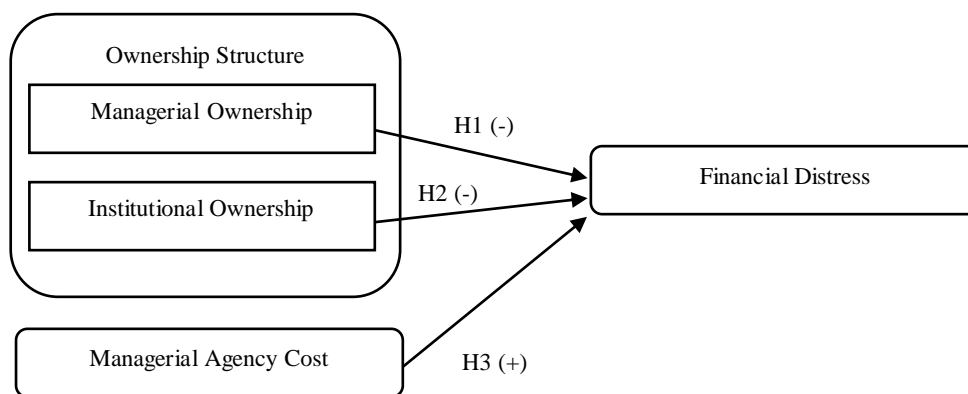 Ownership Structure
Managerial Ownership
H1 (-)
Financial Distress
Institutional Ownership
H2 (-)
Managerial Agency Cost
H3 (+)